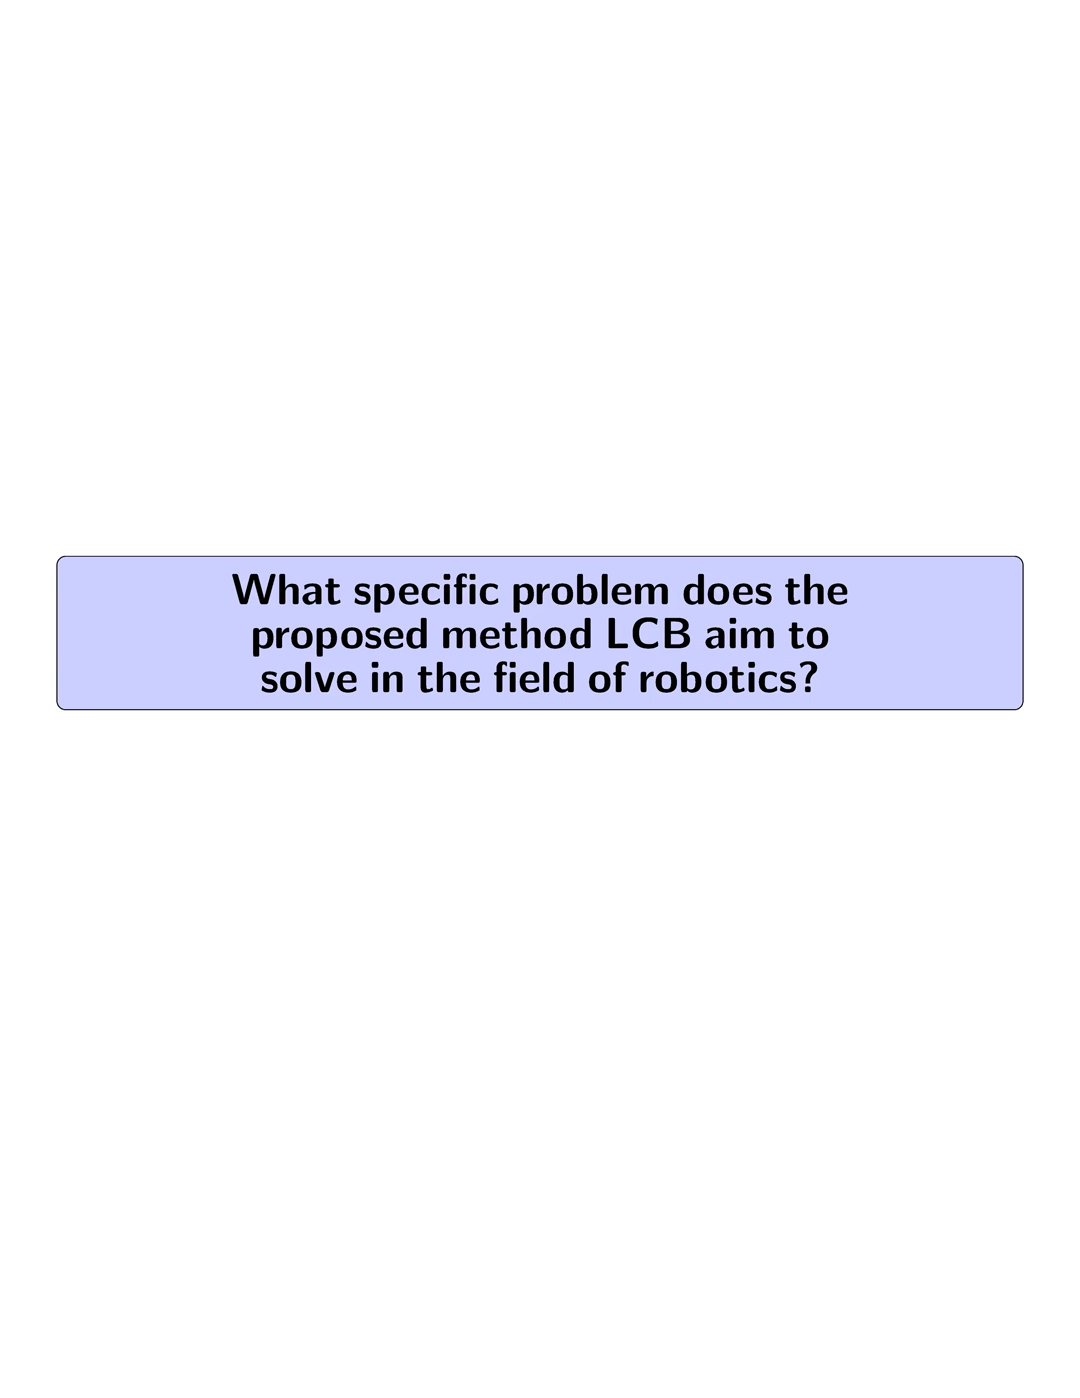 What specific problem does the
proposed method LCB aim to
solve in the field of robotics?